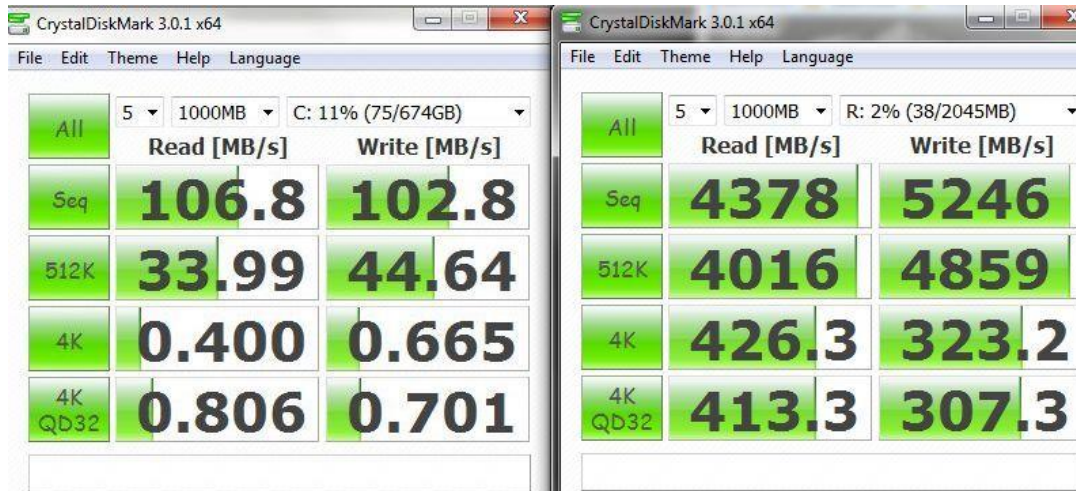 CrystalDiskMark 3.0.1 x64
File Edit Theme Help Language
All
5 1000MB C: 11% (75/674GB)
Read [MB/s] Write [MB/s]
Seq 106.8 102.8
512K 33.99 44.64
4K 0.400 0.665
4K
QD32 0.806 0.701
CrystalDiskMark 3.0.1 x64
File Edit Theme Help Language
All
5 1000MB R: 2% (38/2045MB)
Read [MB/s] Write [MB/s]
Seq 4378 5246
512K 4016 4859
4K 426.3 323.2
4K
QD32 413.3 307.3